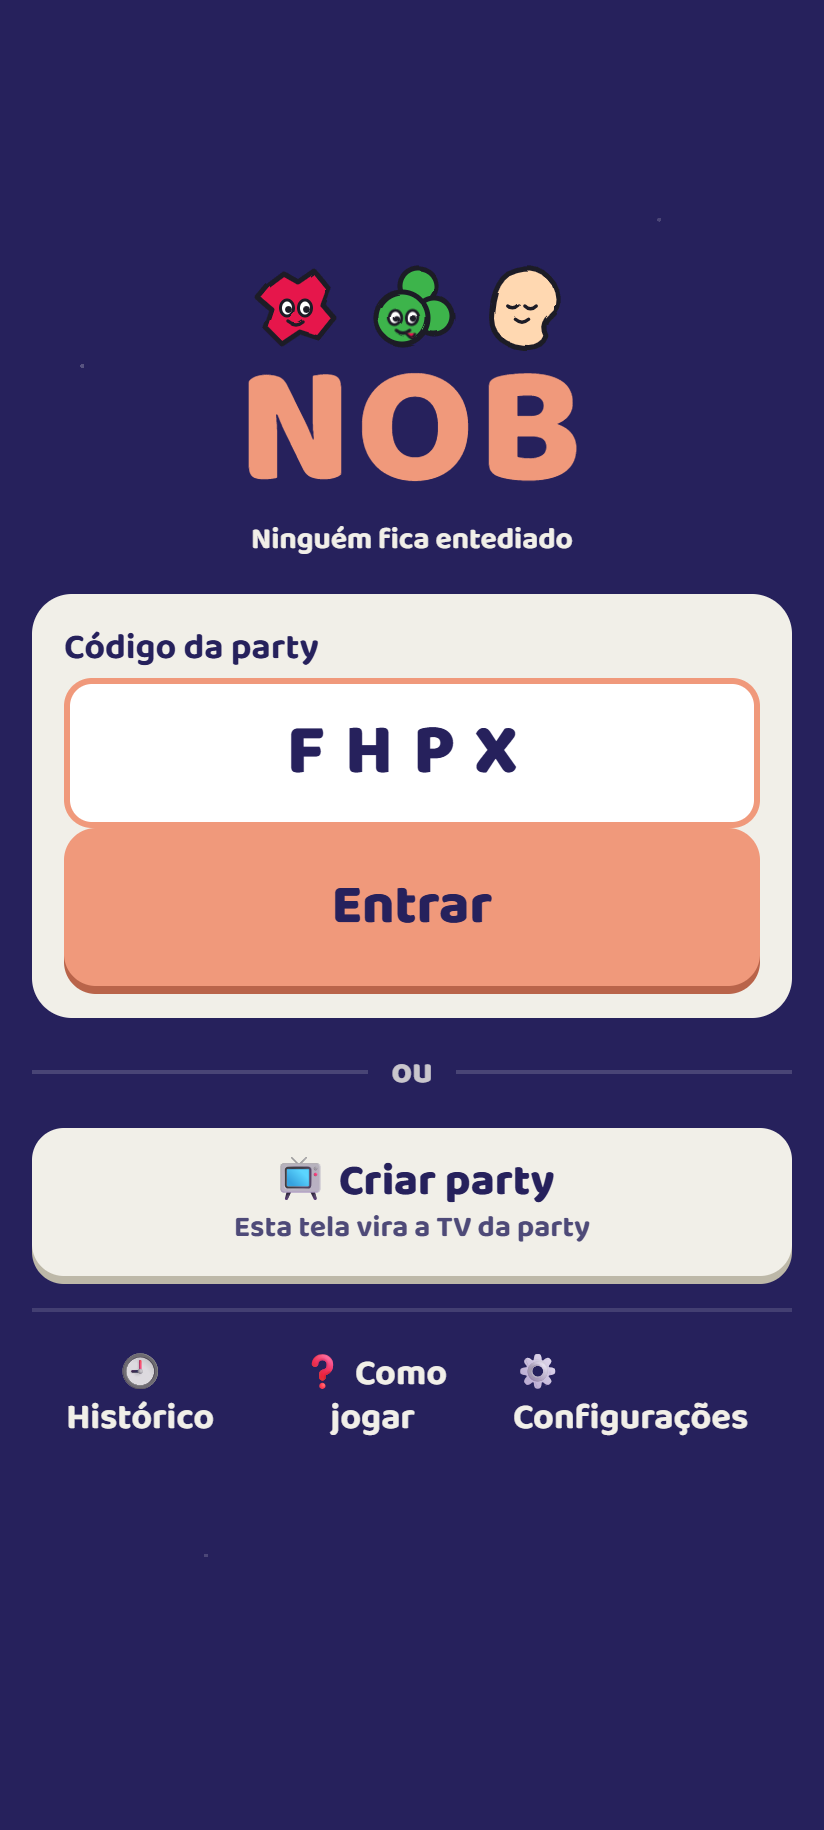 NOB
Ninguém fica entediado
Código da party
FHPX
Entrar
ou
Criar party
Esta tela vira a TV da party
Histórico
❓ Como
jogar
Configurações